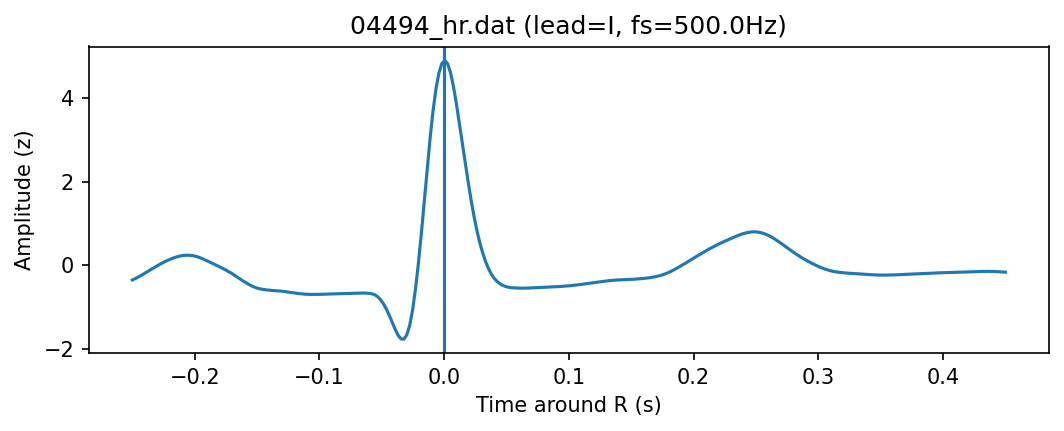 04494_hr.dat (lead=I, fs=500.0Hz)
Amplitude (z)
4
2
0
−2
−0.2 −0.1 0.0 0.1 0.2 0.3 0.4
Time around R (s)